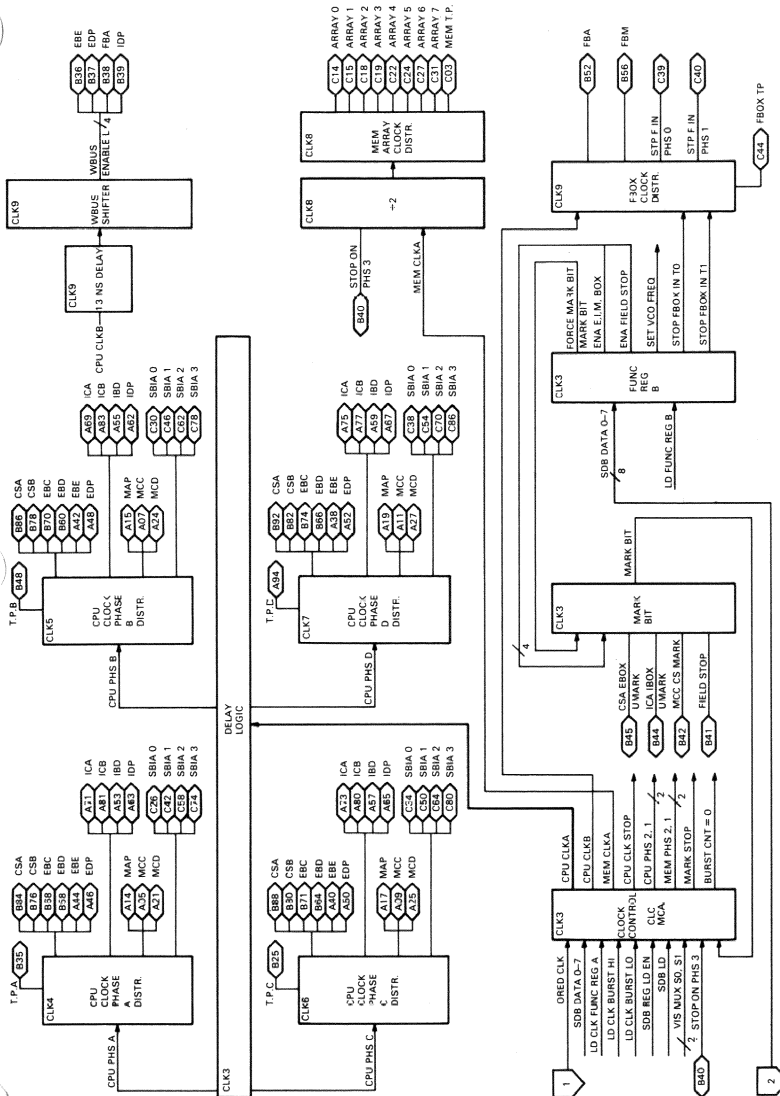 CLK4
CPU
CLOCK
PHASE
A
DISTR.
CPU PHS A
T.P.A
B35
B84 CSA
B76 CSB
B68 EBC
B58 EBD
A44 EBE
A46 EDP
A14 MAP
A05 MCC
A21 MCD
A71 ICA
A81 ICB
A53 IBD
A63 IDP
C26 SBIA 0
C42 SBIA 1
C58 SBIA 2
C74 SBIA 3
CLK5
CPU
CLOCK
PHASE
B
DISTR.
CPU PHS B
T.P.B
B48
B86 CSA
B78 CSB
B70 EBC
B60 EBD
A42 EBE
A48 EDP
A15 MAP
A07 MCC
A24 MCD
A69 ICA
A83 ICB
A55 IBD
A62 IDP
C30 SBIA 0
C46 SBIA 1
C62 SBIA 2
C78 SBIA 3
CPU CLKB
CLK9
13 NS DELAY
CLK9
WBUS
SHIFTER
WBUS
ENABLE L
4
B36 EBE
B37 EDP
B38 FBA
B39 IDP
CLK3
DELAY
LOGIC
CLK6
CPU
CLOCK
PHASE
C
DISTR.
CPU PHS C
T.P.C
B25
B88 CSA
B80 CSB
B71 EBC
B64 EBD
A40 EBE
A50 EDP
A17 MAP
A09 MCC
A25 MCD
A73 ICA
A80 ICB
A57 IBD
A65 IDP
C34 SBIA 0
C50 SBIA 1
C64 SBIA 2
C80 SBIA 3
CLK7
CPU
CLOCK
PHASE
D
DISTR.
CPU PHS D
T.P.D
A94
B92 CSA
B82 CSB
B74 EBC
B66 EBD
A38 EBE
A52 EDP
A19 MAP
A11 MCC
A27 MCD
A75 ICA
A77 ICB
A59 IBD
A67 IDP
C38 SBIA 0
C54 SBIA 1
C70 SBIA 2
C86 SBIA 3
B40
STOP ON
PHS 3
MEM CLKA
CLK8
÷2
CLK8
MEM
ARRAY
CLOCK
DISTR.
C14 ARRAY 0
C15 ARRAY 1
C18 ARRAY 2
C19 ARRAY 3
C22 ARRAY 4
C24 ARRAY 5
C27 ARRAY 6
C31 ARRAY 7
C03 MEM T.P.
1
ORED CLK
SDB DATA 0-7
LD CLK FUNC REG A
LD CLK BURST HI
LD CLK BURST LO
SDB REG LD EN
SDB LD
VIS MUX S0, S1
2
STOP ON PHS 3
B40
CLK3
CLOCK
CONTROL
CLC
MCA.
CPU CLKA
CPU CLKB
MEM CLKA
CPU CLK STOP
CPU PHS 2, 1
2
MEM PHS 2, 1
2
MARK STOP
BURST CNT = 0
B45
CSA EBOX
UMARK
B44
ICA IBOX
UMARK
B42
MCC CS MARK
B41
FIELD STOP
CLK3
MARK
BIT
MARK BIT
4
SDB DATA 0-7
8
LD FUNC REG B
CLK3
FUNC
REG
B
FORCE MARK BIT
MARK BIT
ENA E.I.M. BOX
ENA FIELD STOP
SET VCO FREQ
STOP FBOX IN T0
STOP FBOX IN T1
CLK9
FBOX
CLOCK
DISTR.
B52 FBA
B56 FBM
STP F IN
PHS 0
C39
STP F IN
PHS 1
C40
C44 FBOX TP
2